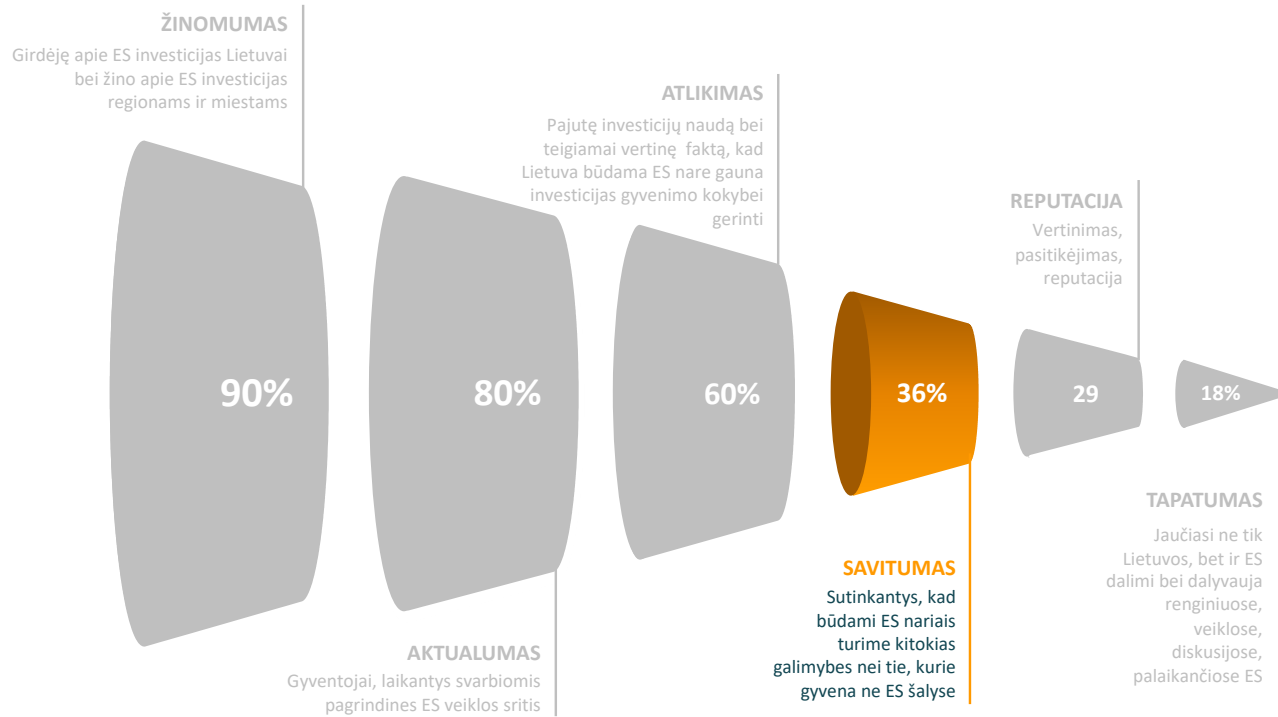 ŽINOMUMAS
Girdėję apie ES investicijas Lietuvai
bei žino apie ES investicijas
regionams ir miestams
90%
AKTUALUMAS
Gyventojai, laikantys svarbiomis
pagrindines ES veiklos sritis
80%
ATLIKIMAS
Pajutę investicijų naudą bei
teigiamai vertinę faktą, kad
Lietuva būdama ES nare gauna
investicijas gyvenimo kokybei
gerinti
60%
36%
SAVITUMAS
Sutinkantys, kad
būdami ES nariais
turime kitokias
galimybes nei tie, kurie
gyvena ne ES šalyse
REPUTACIJA
Vertinimas,
pasitikėjimas,
reputacija
29
18%
TAPATUMAS
Jaučiasi ne tik
Lietuvos, bet ir ES
dalimi bei dalyvauja
renginiuose,
veiklose,
diskusijose,
palaikančiose ES